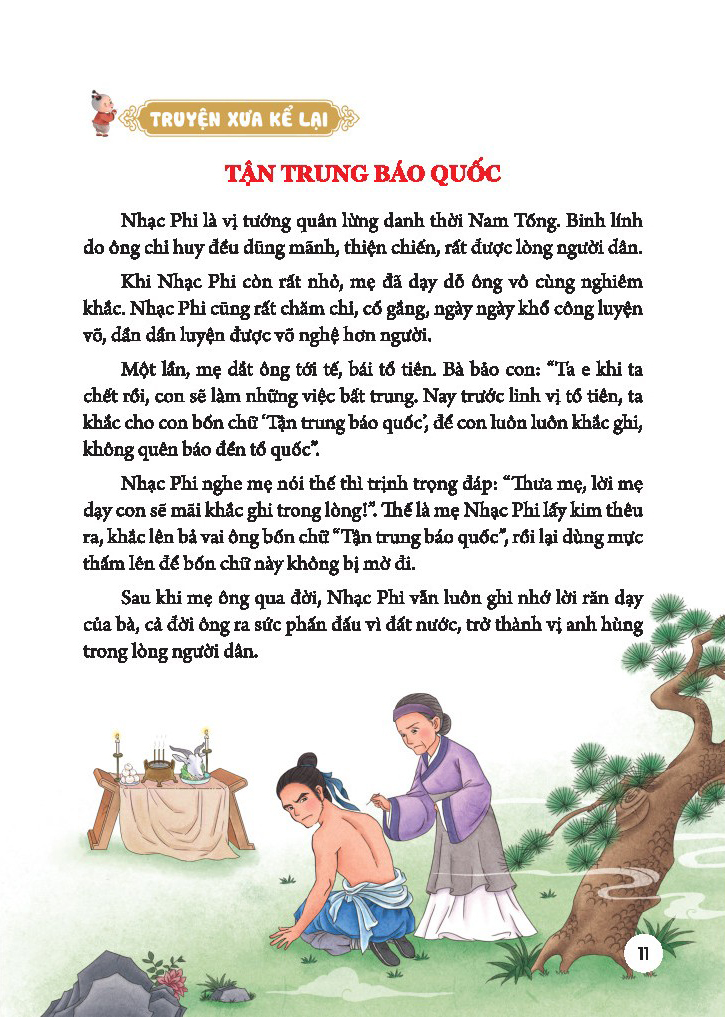 TRUYỆN XƯA KỂ LẠI
TẬN TRUNG BÁO QUỐC
Nhạc Phi là vị tướng quân lừng danh thời Nam Tống. Binh lính
do ông chỉ huy đều dũng mãnh, thiện chiến, rất được lòng người dân.
Khi Nhạc Phi còn rất nhỏ, mẹ đã dạy dỗ ông vô cùng nghiêm
khắc. Nhạc Phi cũng rất chăm chỉ, cố gắng, ngày ngày khổ công luyện
võ, dần dần luyện được võ nghệ hơn người.
Một lần, mẹ dắt ông tới tế, bái tổ tiên. Bà bảo con: “Ta e khi ta
chết rồi, con sẽ làm những việc bất trung. Nay trước linh vị tổ tiên, ta
khắc cho con bốn chữ ‘Tận trung báo quốc’, để con luôn luôn khắc ghi,
không quên báo đền tổ quốc”.
Nhạc Phi nghe mẹ nói thế thì trịnh trọng đáp: “Thưa mẹ, lời mẹ
dạy con sẽ mãi khắc ghi trong lòng!”. Thế là mẹ Nhạc Phi lấy kim thêu
ra, khắc lên bả vai ông bốn chữ “Tận trung báo quốc”, rồi lại dùng mực
thấm lên để bốn chữ này không bị mờ đi.
Sau khi mẹ ông qua đời, Nhạc Phi vẫn luôn ghi nhớ lời răn dạy
của bà, cả đời ông ra sức phấn đấu vì đất nước, trở thành vị anh hùng
trong lòng người dân.
11